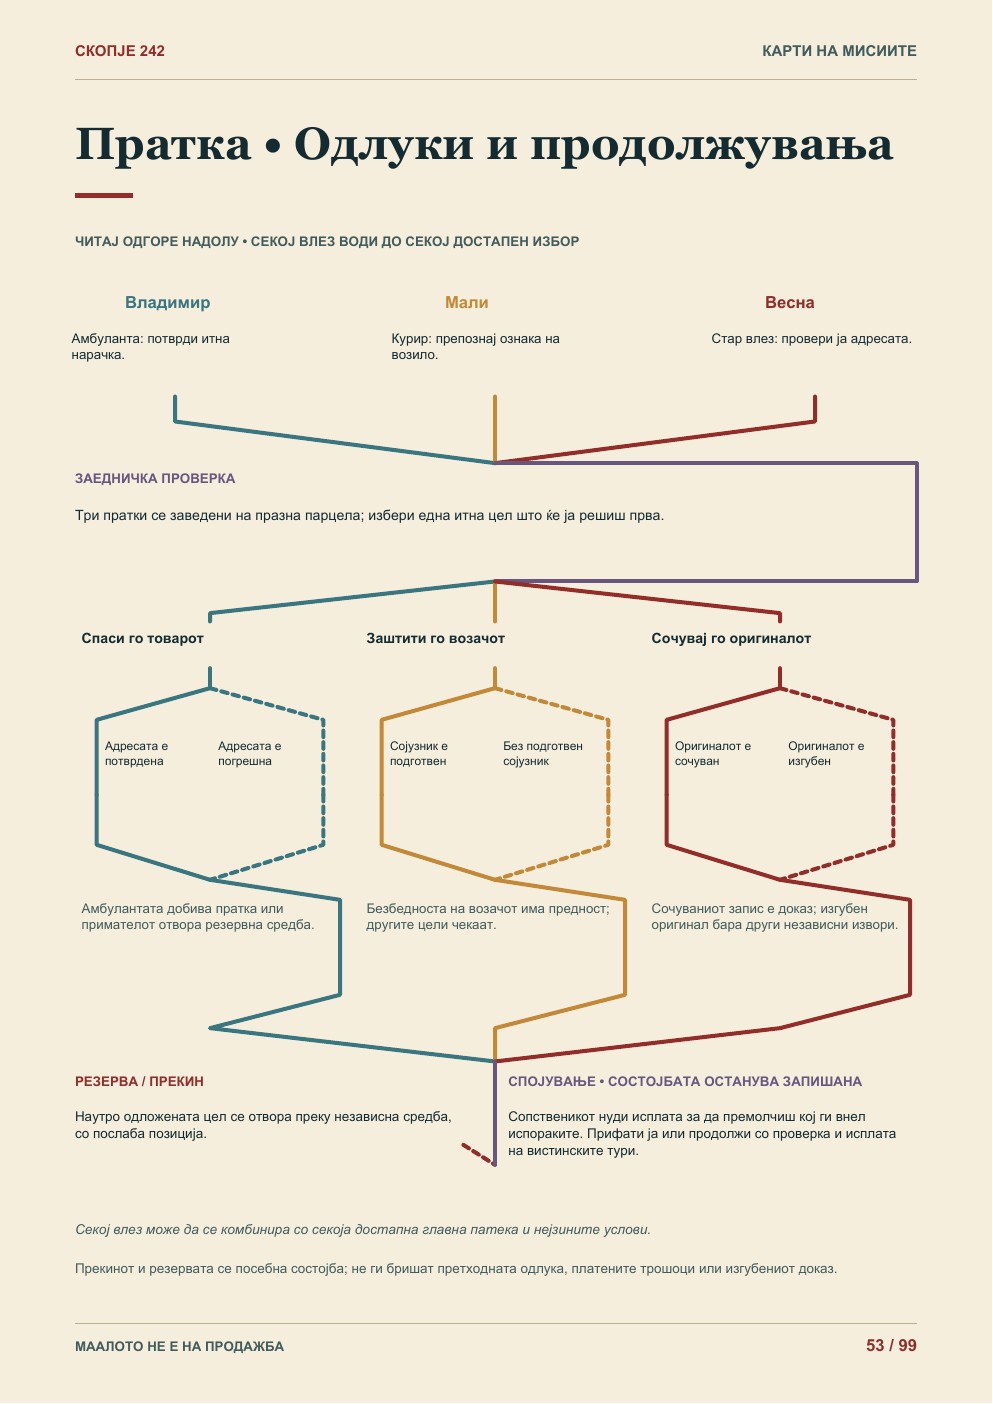 СКОПЈЕ 242
КАРТИ НА МИСИИТЕ
Пратка • Одлуки и продолжувања
ЧИТАЈ ОДГОРЕ НАДОЛУ • СЕКОЈ ВЛЕЗ ВОДИ ДО СЕКОЈ ДОСТАПЕН ИЗБОР
Владимир
Амбуланта: потврди итна
нарачка.
Мали
Курир: препознај ознака на
возило.
Весна
Стар влез: провери ја адресата.
ЗАЕДНИЧКА ПРОВЕРКА
Три пратки се заведени на празна парцела; избери една итна цел што ќе ја решиш прва.
Спаси го товарот
Адресата е
потврдена
Адресата е
погрешна
Амбулантата добива пратка или
примателот отвора резервна средба.
Заштити го возачот
Сојузник е
подготвен
Без подготвен
сојузник
Безбедноста на возачот има предност;
другите цели чекаат.
Сочувај го оригиналот
Оригиналот е
сочуван
Оригиналот е
изгубен
Сочуваниот запис е доказ; изгубен
оригинал бара други независни извори.
РЕЗЕРВА / ПРЕКИН
Наутро одложената цел се отвора преку независна средба,
со послаба позиција.
СПОЈУВАЊЕ • СОСТОЈБАТА ОСТАНУВА ЗАПИШАНА
Сопственикот нуди исплата за да премолчиш кој ги внел
испораките. Прифати ја или продолжи со проверка и исплата
на вистинските тури.
Секој влез може да се комбинира со секоја достапна главна патека и нејзините услови.
Прекинот и резервата се посебна состојба; не ги бришат претходната одлука, платените трошоци или изгубениот доказ.
МААЛОТО НЕ Е НА ПРОДАЖБА
53 / 99